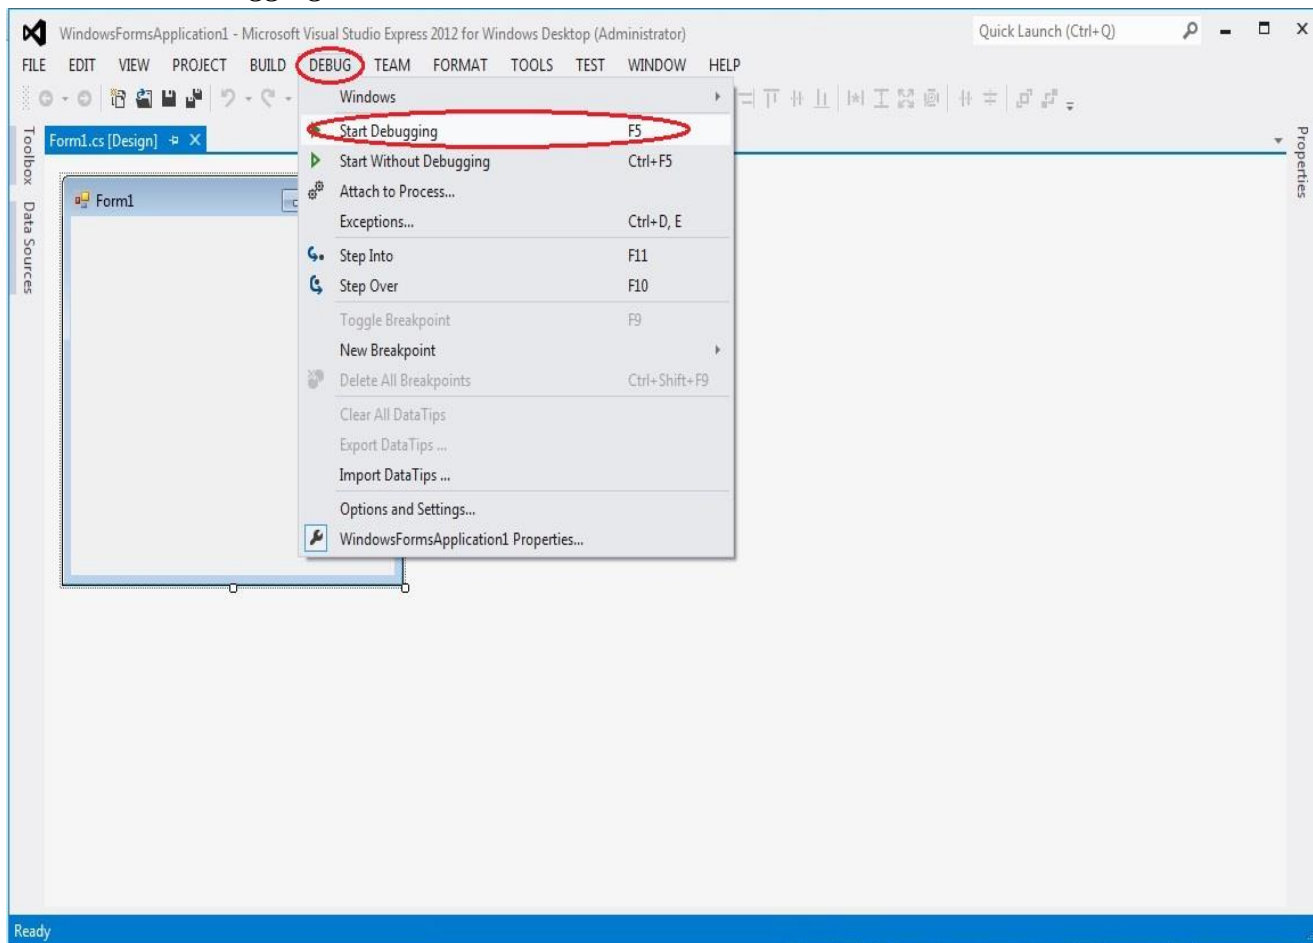 WindowsFormsApplication1 - Microsoft Visual Studio Express 2012 for Windows Desktop (Administrator)
Quick Launch (Ctrl+Q)
FILE EDIT VIEW PROJECT BUILD DEBUG TEAM FORMAT TOOLS TEST WINDOW HELP
Toolbox
Data Sources
Form1.cs [Design]
Form1
Windows
Start Debugging F5
Start Without Debugging Ctrl+F5
Attach to Process...
Exceptions... Ctrl+D, E
Step Into F11
Step Over F10
Toggle Breakpoint F9
New Breakpoint
Delete All Breakpoints Ctrl+Shift+F9
Clear All DataTips
Export DataTips ...
Import DataTips ...
Options and Settings...
WindowsFormsApplication1 Properties...
Properties
Ready